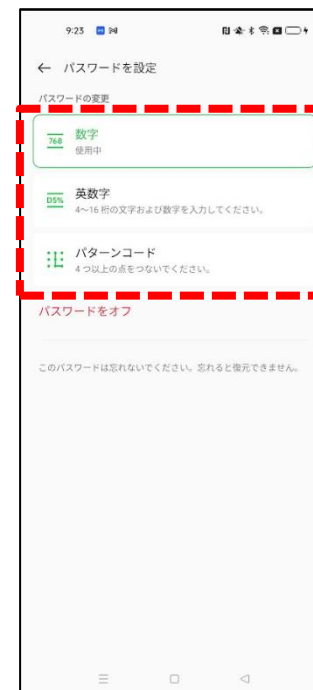 9:23
← パスワードを設定
パスワードの変更
768 数字
使用中
D5% 英数字
4～16 桁の文字および数字を入力してください。
パターンコード
4 つ以上の点をつないでください。
パスワードをオフ
このパスワードは忘れないでください。忘れると復元できません。